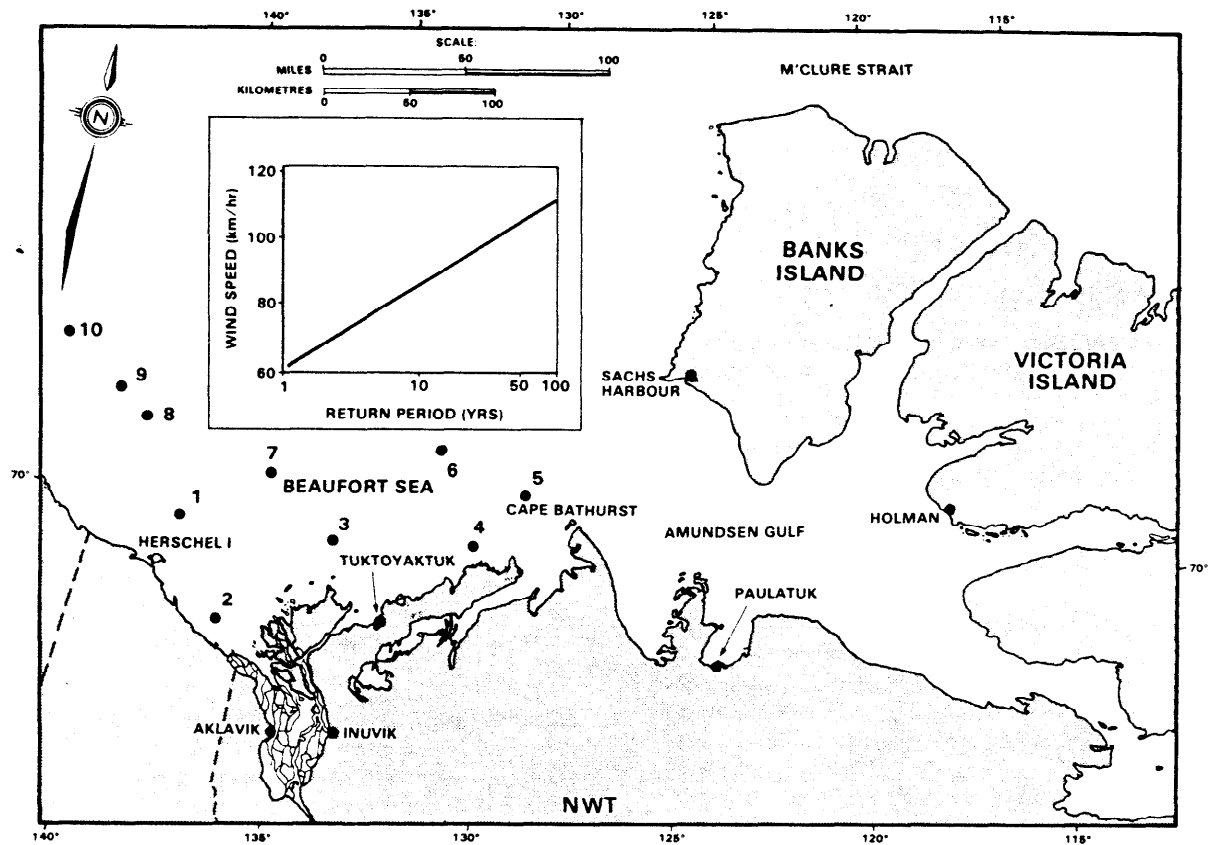 140° 135° 130° 125° 120° 115°
SCALE:
0 50 100
MILES
KILOMETRES
0 50 100
M'CLURE STRAIT
N
120
100
80
60
WIND SPEED (km/hr)
1 10 50 100
RETURN PERIOD (YRS)
BANKS
ISLAND
10
9
8
VICTORIA
ISLAND
SACHS
HARBOUR
7
6
70°
BEAUFORT SEA
5
1
CAPE BATHURST
HOLMAN
3
4
AMUNDSEN GULF
HERSCHEL I
TUKTOYAKTUK
70°
2
PAULATUK
AKLAVIK
INUVIK
NWT
140° 135° 130° 125° 120° 115°